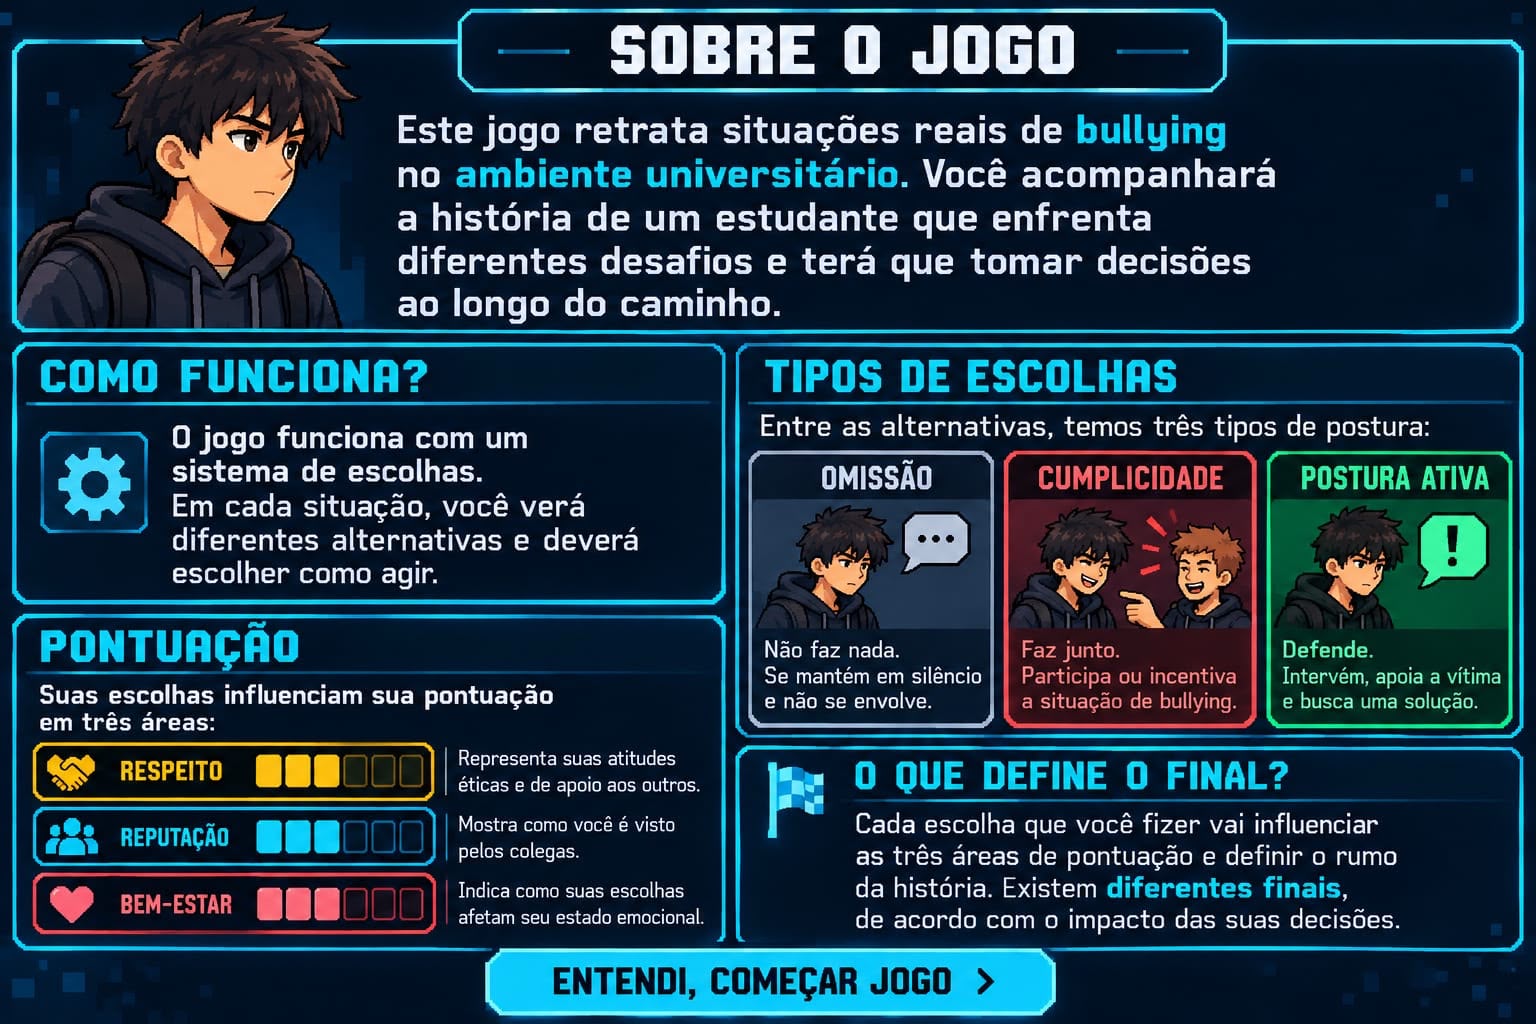 SOBRE O JOGO
Este jogo retrata situações reais de bullying
no ambiente universitário. Você acompanhará
a história de um estudante que enfrenta
diferentes desafios e terá que tomar decisões
ao longo do caminho.
COMO FUNCIONA?
O jogo funciona com um
sistema de escolhas.
Em cada situação, você verá
diferentes alternativas e deverá
escolher como agir.
PONTUAÇÃO
Suas escolhas influenciam sua pontuação
em três áreas:
RESPEITO
Representa suas atitudes
éticas e de apoio aos outros.
REPUTAÇÃO
Mostra como você é visto
pelos colegas.
BEM-ESTAR
Indica como suas escolhas
afetam seu estado emocional.
TIPOS DE ESCOLHAS
Entre as alternativas, temos três tipos de postura:
OMISSÃO
...
Não faz nada.
Se mantém em silêncio
e não se envolve.
CUMPLICIDADE
Faz junto.
Participa ou incentiva
a situação de bullying.
POSTURA ATIVA
!
Defende.
Intervém, apoia a vítima
e busca uma solução.
O QUE DEFINE O FINAL?
Cada escolha que você fizer vai influenciar
as três áreas de pontuação e definir o rumo
da história. Existem diferentes finais,
de acordo com o impacto das suas decisões.
ENTENDI, COMEÇAR JOGO >